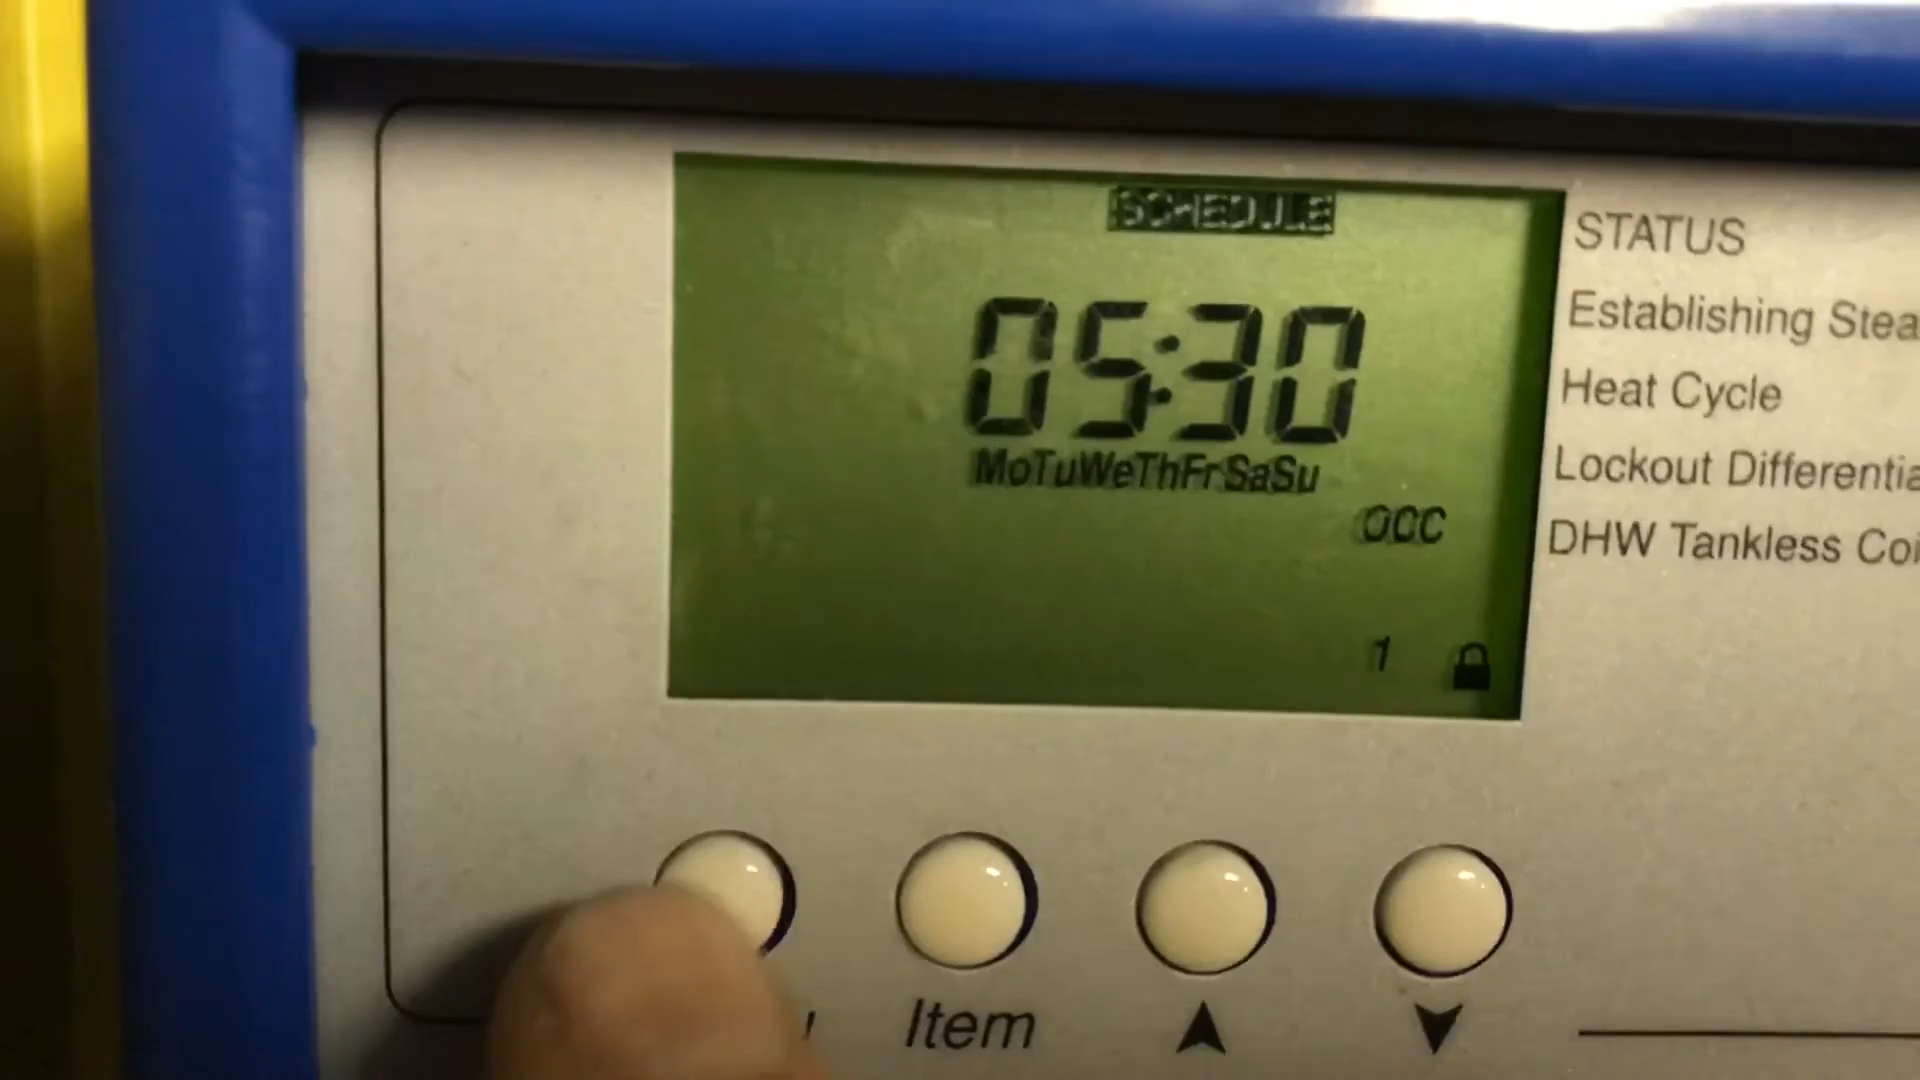 SCHEDULE
05:30
MoTuWeThFrSaSu
OCC
1
STATUS
Establishing Stea
Heat Cycle
Lockout Differentia
DHW Tankless Coi
Item